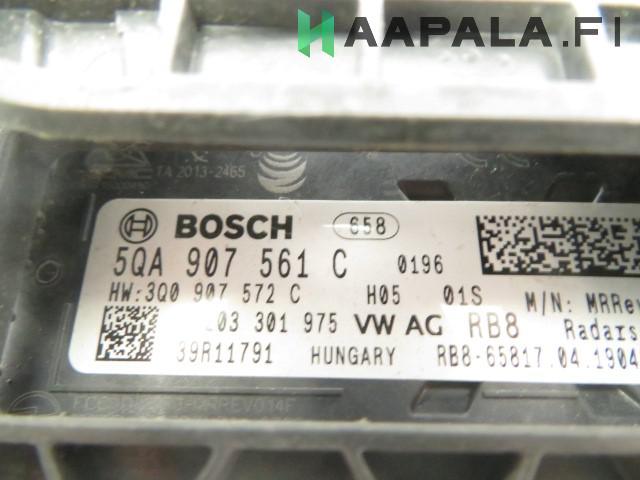 HAAPALA.FI
TA 2013-2465
BOSCH 658
5QA 907 561 C 0196
HW:3Q0 907 572 C H05 01S M/N: MRRev
03 301 975 VW AG RB8 Radars
39R11791 HUNGARY RB8-65817.04.1904